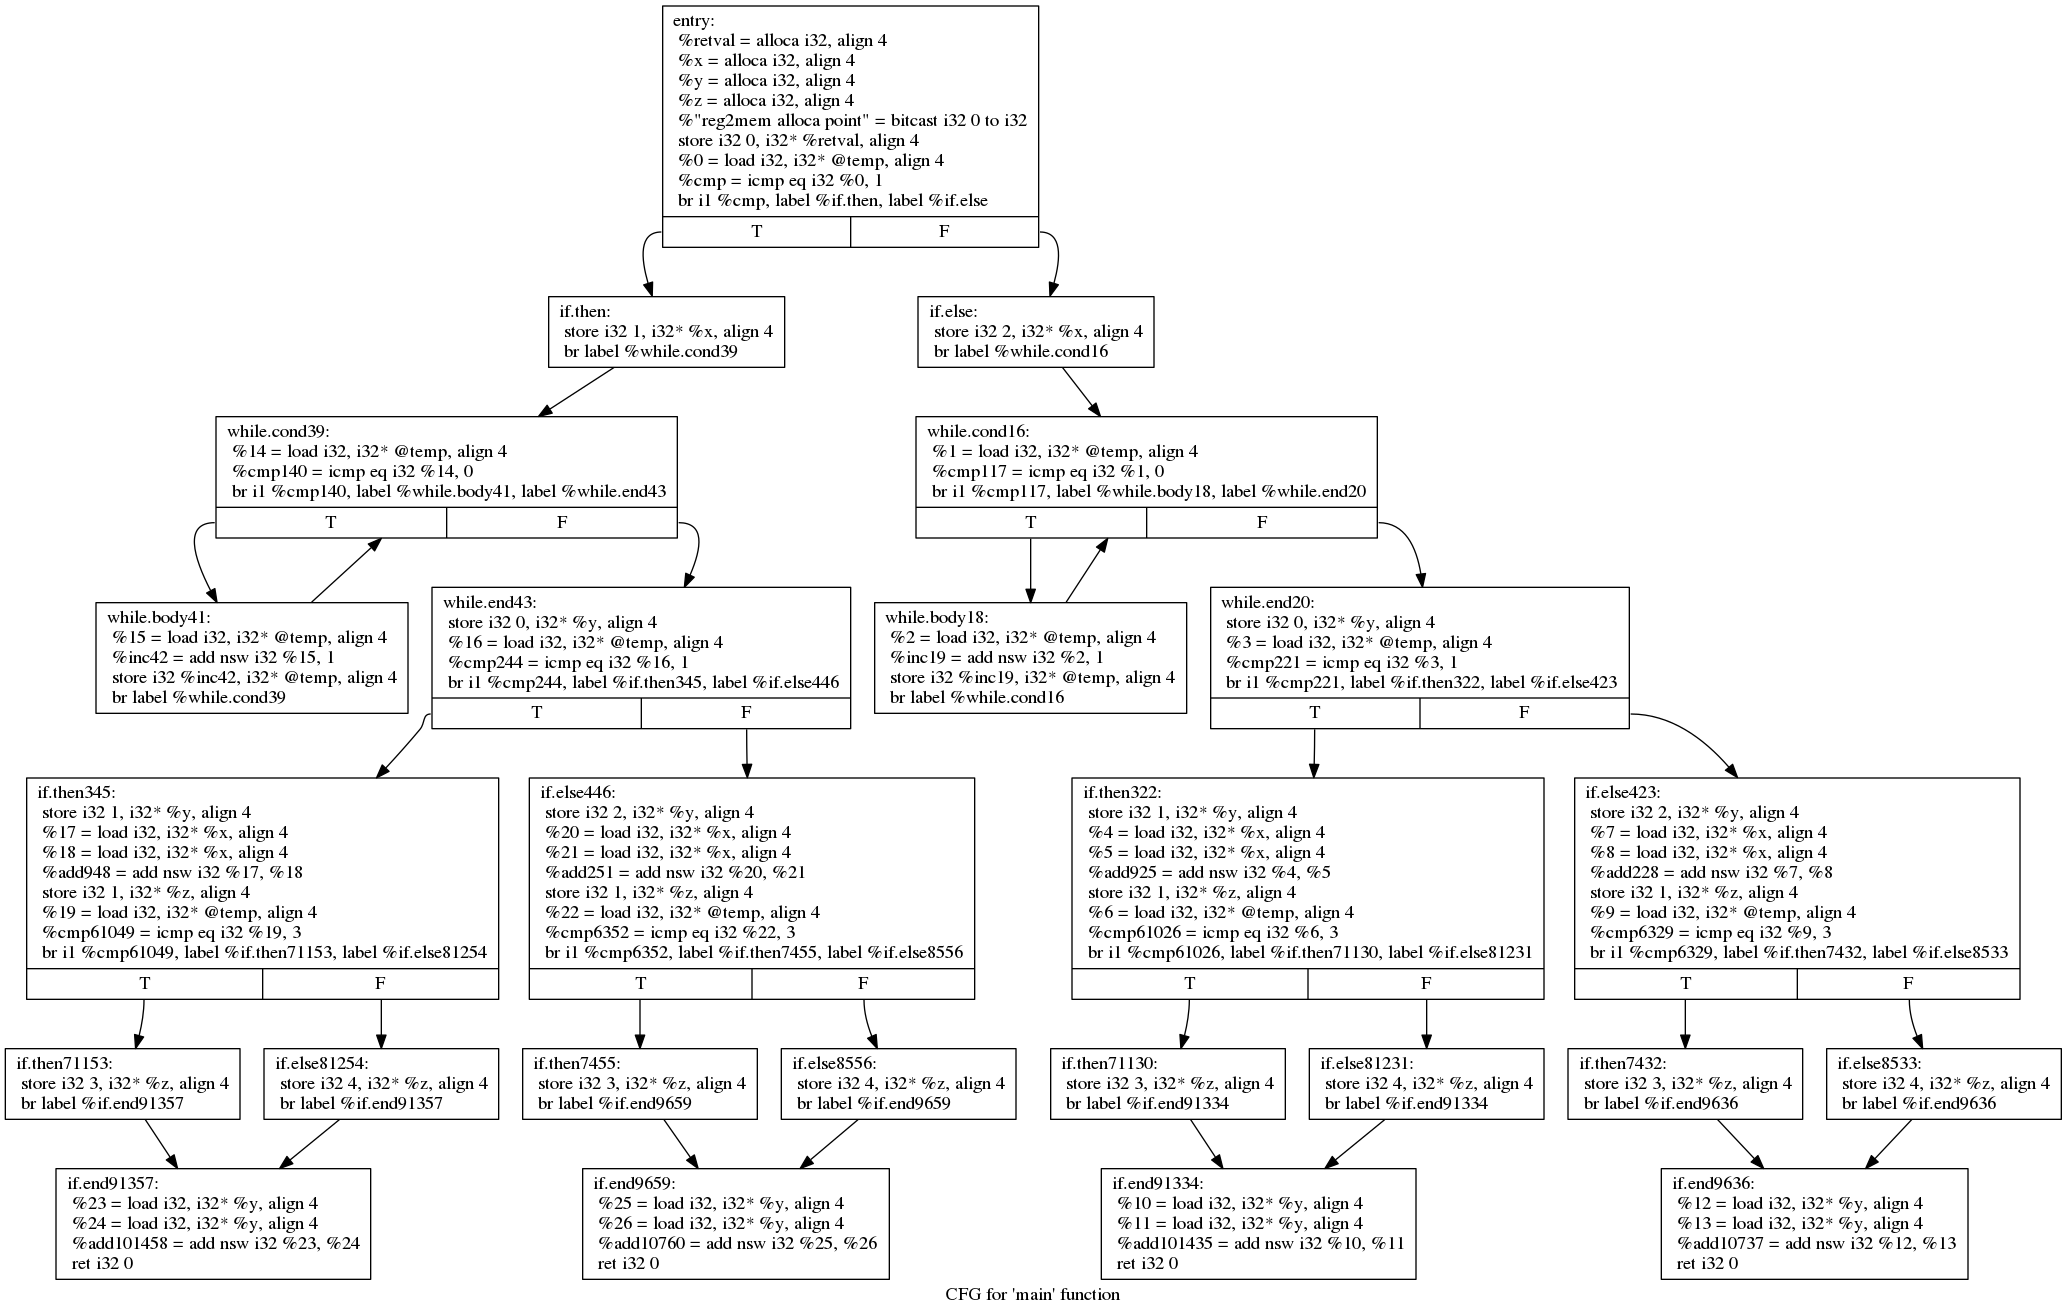 entry:
%retval = alloca i32, align 4
%x = alloca i32, align 4
%y = alloca i32, align 4
%z = alloca i32, align 4
%"reg2mem alloca point" = bitcast i32 0 to i32
store i32 0, i32* %retval, align 4
%0 = load i32, i32* @temp, align 4
%cmp = icmp eq i32 %0, 1
br i1 %cmp, label %if.then, label %if.else
T
F
if.then:
store i32 1, i32* %x, align 4
br label %while.cond39
if.else:
store i32 2, i32* %x, align 4
br label %while.cond16
while.cond39:
%14 = load i32, i32* @temp, align 4
%cmp140 = icmp eq i32 %14, 0
br i1 %cmp140, label %while.body41, label %while.end43
T
F
while.cond16:
%1 = load i32, i32* @temp, align 4
%cmp117 = icmp eq i32 %1, 0
br i1 %cmp117, label %while.body18, label %while.end20
T
F
while.body41:
%15 = load i32, i32* @temp, align 4
%inc42 = add nsw i32 %15, 1
store i32 %inc42, i32* @temp, align 4
br label %while.cond39
while.end43:
store i32 0, i32* %y, align 4
%16 = load i32, i32* @temp, align 4
%cmp244 = icmp eq i32 %16, 1
br i1 %cmp244, label %if.then345, label %if.else446
T
F
while.body18:
%2 = load i32, i32* @temp, align 4
%inc19 = add nsw i32 %2, 1
store i32 %inc19, i32* @temp, align 4
br label %while.cond16
while.end20:
store i32 0, i32* %y, align 4
%3 = load i32, i32* @temp, align 4
%cmp221 = icmp eq i32 %3, 1
br i1 %cmp221, label %if.then322, label %if.else423
T
F
if.then345:
store i32 1, i32* %y, align 4
%17 = load i32, i32* %x, align 4
%18 = load i32, i32* %x, align 4
%add948 = add nsw i32 %17, %18
store i32 1, i32* %z, align 4
%19 = load i32, i32* @temp, align 4
%cmp61049 = icmp eq i32 %19, 3
br i1 %cmp61049, label %if.then71153, label %if.else81254
T
F
if.else446:
store i32 2, i32* %y, align 4
%20 = load i32, i32* %x, align 4
%21 = load i32, i32* %x, align 4
%add251 = add nsw i32 %20, %21
store i32 1, i32* %z, align 4
%22 = load i32, i32* @temp, align 4
%cmp6352 = icmp eq i32 %22, 3
br i1 %cmp6352, label %if.then7455, label %if.else8556
T
F
if.then322:
store i32 1, i32* %y, align 4
%4 = load i32, i32* %x, align 4
%5 = load i32, i32* %x, align 4
%add925 = add nsw i32 %4, %5
store i32 1, i32* %z, align 4
%6 = load i32, i32* @temp, align 4
%cmp61026 = icmp eq i32 %6, 3
br i1 %cmp61026, label %if.then71130, label %if.else81231
T
F
if.else423:
store i32 2, i32* %y, align 4
%7 = load i32, i32* %x, align 4
%8 = load i32, i32* %x, align 4
%add228 = add nsw i32 %7, %8
store i32 1, i32* %z, align 4
%9 = load i32, i32* @temp, align 4
%cmp6329 = icmp eq i32 %9, 3
br i1 %cmp6329, label %if.then7432, label %if.else8533
T
F
if.then71153:
store i32 3, i32* %z, align 4
br label %if.end91357
if.else81254:
store i32 4, i32* %z, align 4
br label %if.end91357
if.then7455:
store i32 3, i32* %z, align 4
br label %if.end9659
if.else8556:
store i32 4, i32* %z, align 4
br label %if.end9659
if.then71130:
store i32 3, i32* %z, align 4
br label %if.end91334
if.else81231:
store i32 4, i32* %z, align 4
br label %if.end91334
if.then7432:
store i32 3, i32* %z, align 4
br label %if.end9636
if.else8533:
store i32 4, i32* %z, align 4
br label %if.end9636
if.end91357:
%23 = load i32, i32* %y, align 4
%24 = load i32, i32* %y, align 4
%add101458 = add nsw i32 %23, %24
ret i32 0
if.end9659:
%25 = load i32, i32* %y, align 4
%26 = load i32, i32* %y, align 4
%add10760 = add nsw i32 %25, %26
ret i32 0
if.end91334:
%10 = load i32, i32* %y, align 4
%11 = load i32, i32* %y, align 4
%add101435 = add nsw i32 %10, %11
ret i32 0
if.end9636:
%12 = load i32, i32* %y, align 4
%13 = load i32, i32* %y, align 4
%add10737 = add nsw i32 %12, %13
ret i32 0
CFG for 'main' function